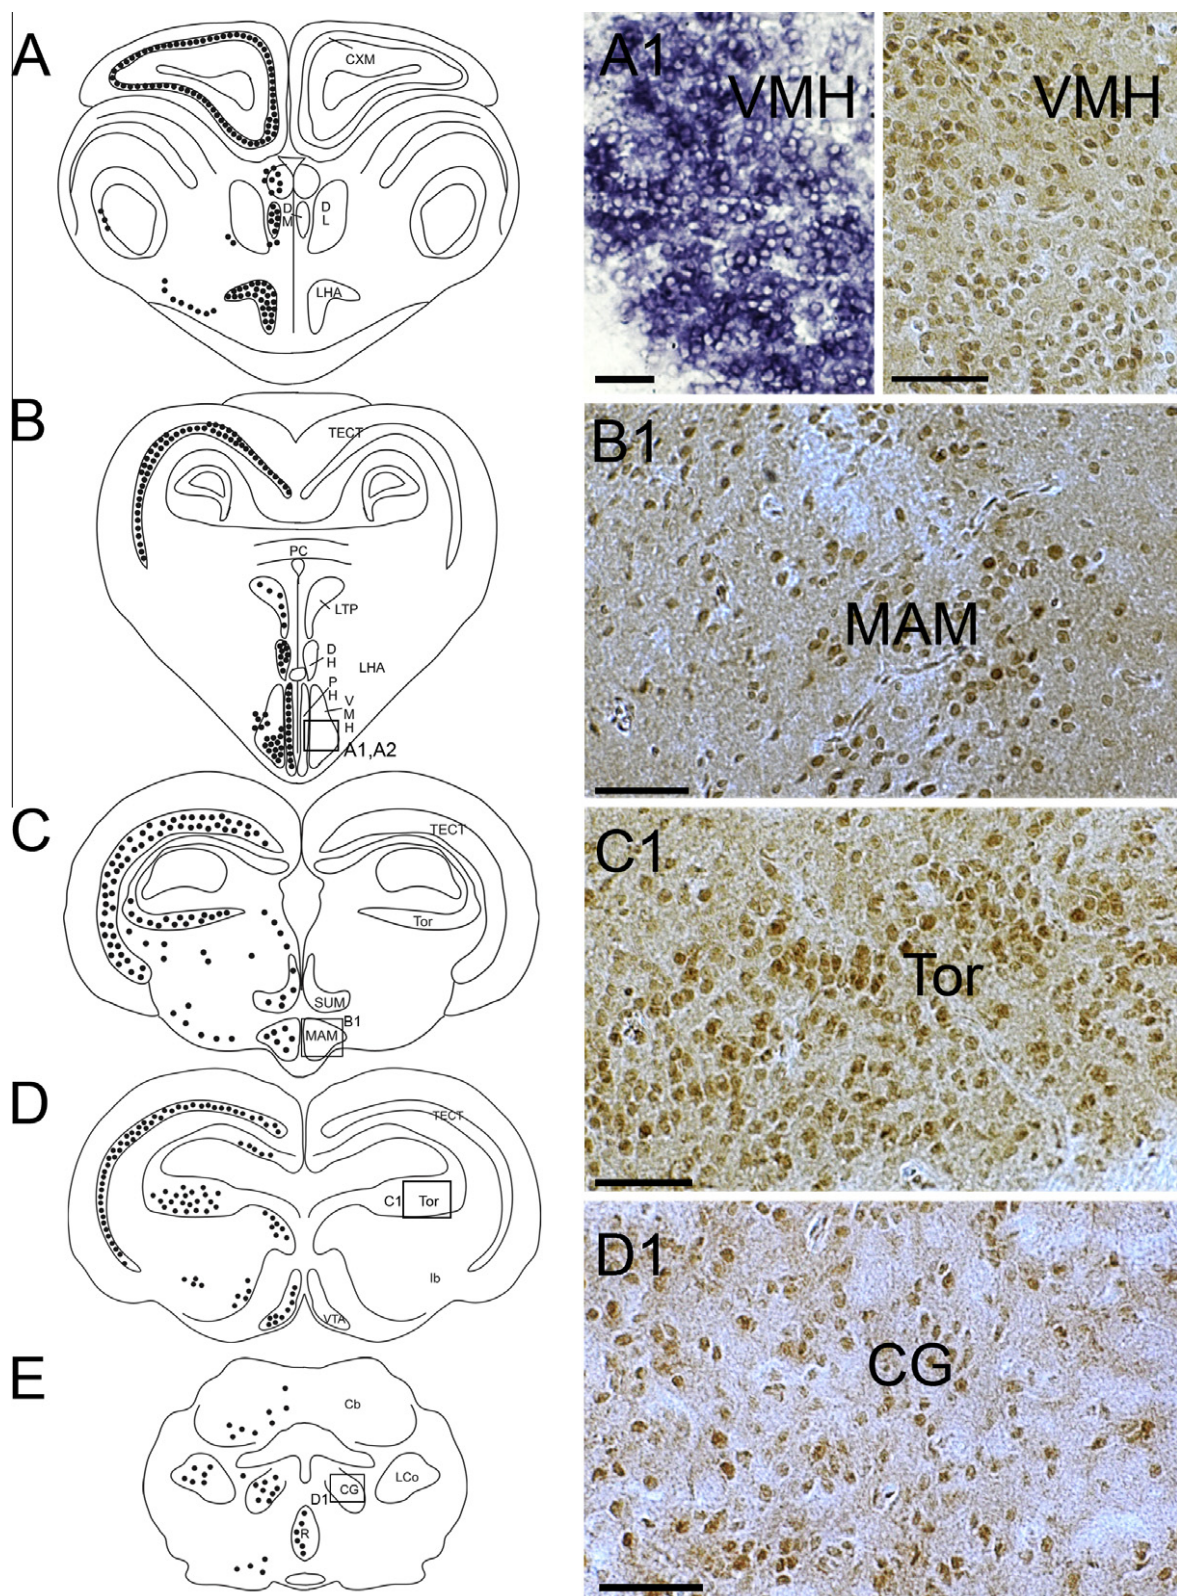 A
CXM
D
M
D
L
LHA
B
TECT
PC
LTP
D
H
LHA
P
H
V
M
H
A1,A2
C
TECT
Tor
SUM
B1
MAM
D
TECT
C1
Tor
Ib
VTA
E
Cb
LCo
CG
D1
R
A1
VMH
VMH
B1
MAM
C1
Tor
D1
CG